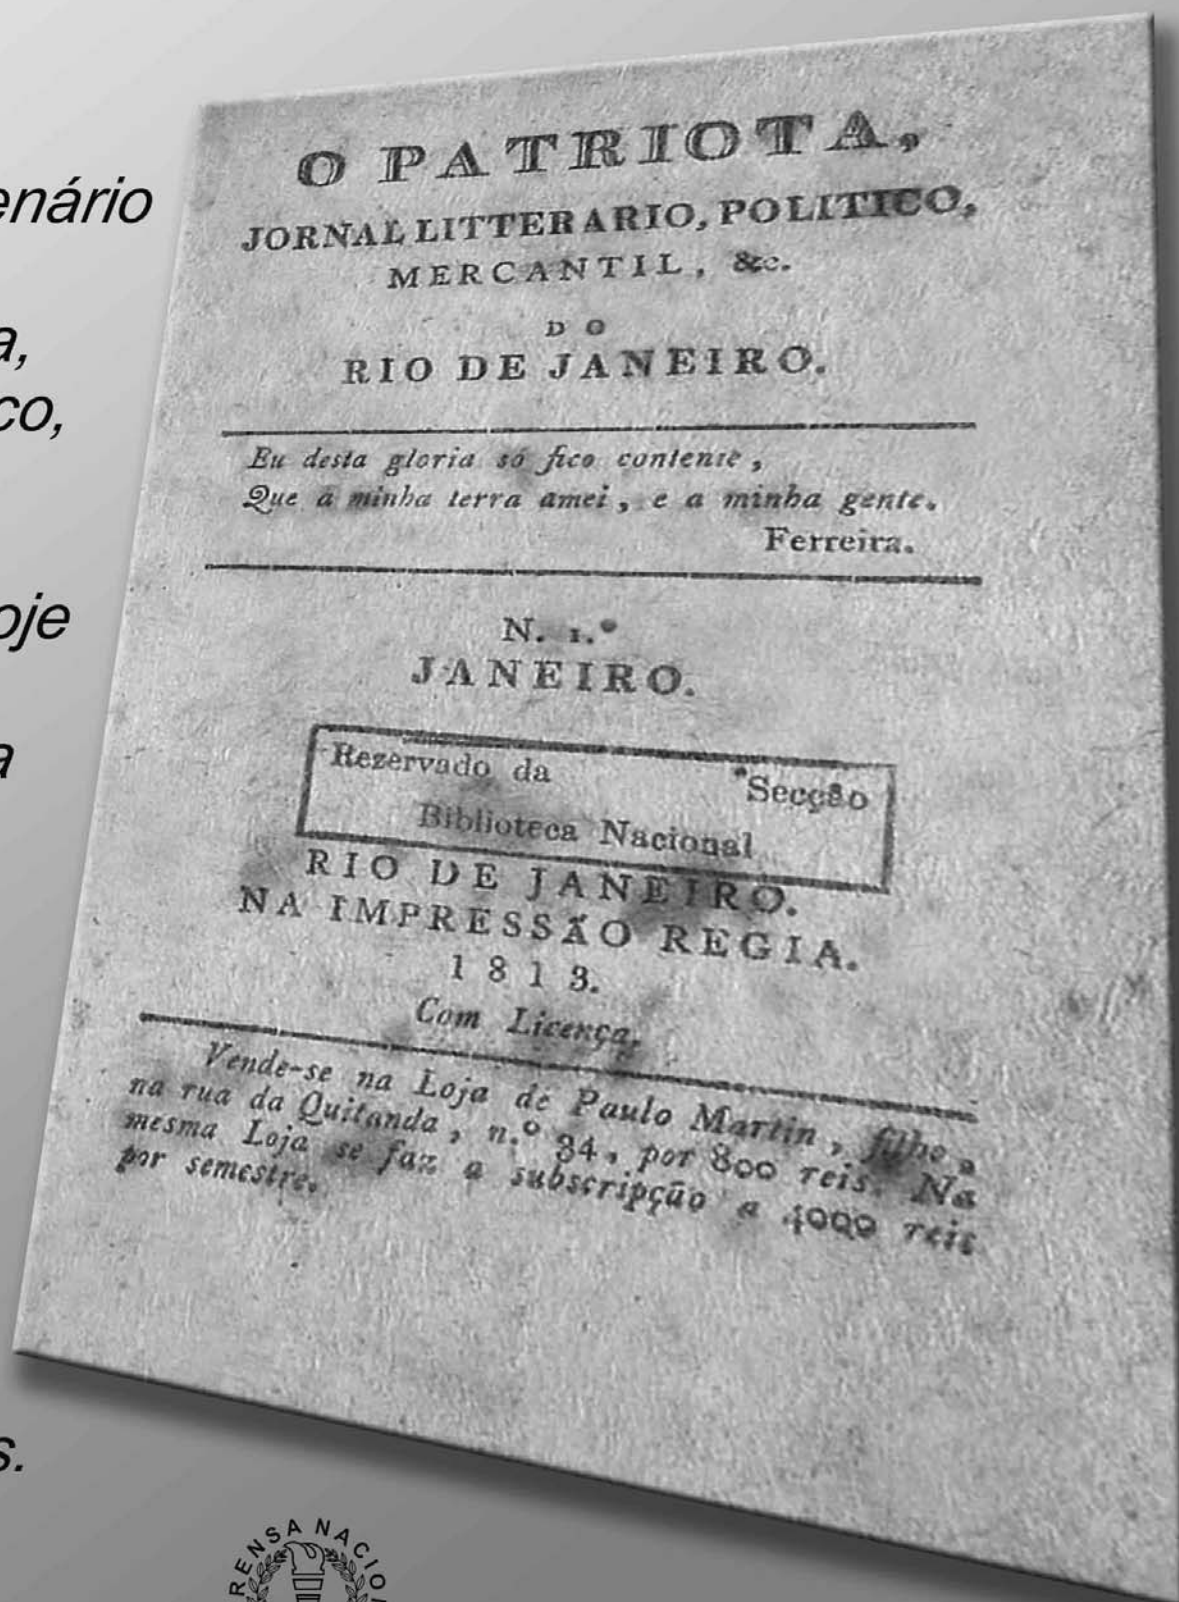 enário
a,
co,
oje
a
s.
O PATRIOTA,
JORNAL LITTERARIO, POLITICO,
MERCANTIL, &c.
DO
RIO DE JANEIRO.
Eu desta gloria só fico contente,
Que a minha terra amei, e a minha gente.
Ferreira.
N. 1.º
JANEIRO.
Rezervado da Secção
Biblioteca Nacional
RIO DE JANEIRO.
NA IMPRESSÃO REGIA.
1813.
Com Licença.
Vende-se na Loja de Paulo Martin, filho,
na rua da Quitanda, n.º 34, por 800 reis. Na
mesma Loja se faz a subscripção a 4000 reis
por semestre.
RENSA NACIO